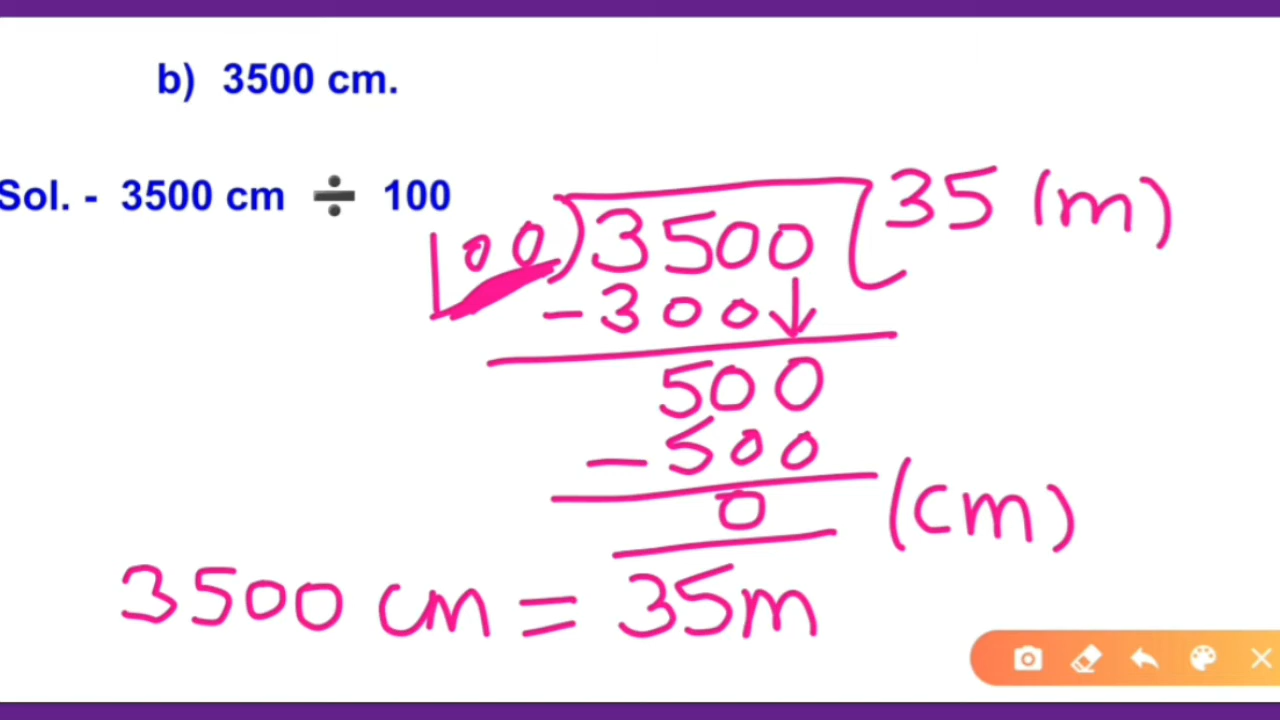 b) 3500 cm.
Sol. - 3500 cm ÷ 100
100)3500(35 (m)
-300↓
500
-500
0 (cm)
3500 cm = 35m